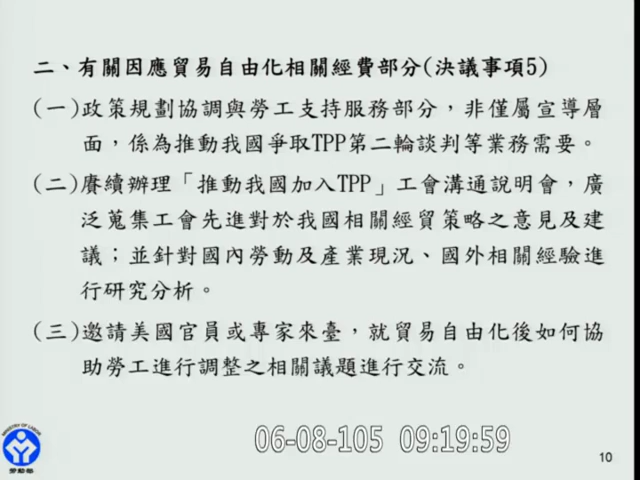 二、有關因應貿易自由化相關經費部分(決議事項5)
(一)政策規劃協調與勞工支持服務部分，非僅屬宣導層
面，係為推動我國爭取TPP第二輪談判等業務需要。
(二)賡續辦理「推動我國加入TPP」工會溝通說明會，廣
泛蒐集工會先進對於我國相關經貿策略之意見及建
議；並針對國內勞動及產業現況、國外相關經驗進
行研究分析。
(三)邀請美國官員或專家來臺，就貿易自由化後如何協
助勞工進行調整之相關議題進行交流。
MINISTRY OF LABOR
勞動部
06-08-105 09:19:59
10